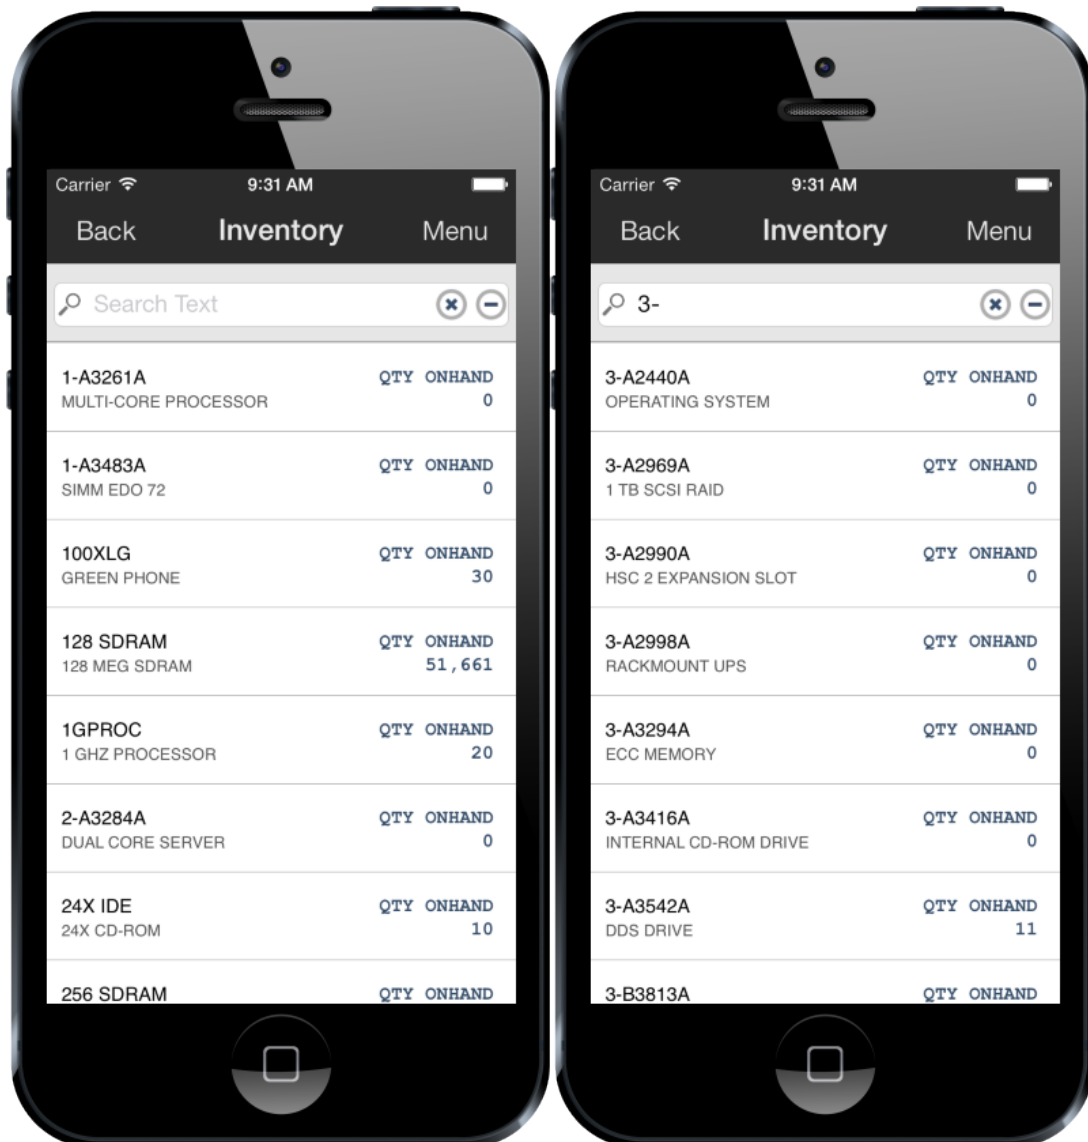 Carrier 9:31 AM
Back Inventory Menu
Search Text
1-A3261A QTY ONHAND
MULTI-CORE PROCESSOR 0
1-A3483A QTY ONHAND
SIMM EDO 72 0
100XLG QTY ONHAND
GREEN PHONE 30
128 SDRAM QTY ONHAND
128 MEG SDRAM 51,661
1GPROC QTY ONHAND
1 GHZ PROCESSOR 20
2-A3284A QTY ONHAND
DUAL CORE SERVER 0
24X IDE QTY ONHAND
24X CD-ROM 10
256 SDRAM QTY ONHAND
Carrier 9:31 AM
Back Inventory Menu
3-
3-A2440A QTY ONHAND
OPERATING SYSTEM 0
3-A2969A QTY ONHAND
1 TB SCSI RAID 0
3-A2990A QTY ONHAND
HSC 2 EXPANSION SLOT 0
3-A2998A QTY ONHAND
RACKMOUNT UPS 0
3-A3294A QTY ONHAND
ECC MEMORY 0
3-A3416A QTY ONHAND
INTERNAL CD-ROM DRIVE 0
3-A3542A QTY ONHAND
DDS DRIVE 11
3-B3813A QTY ONHAND